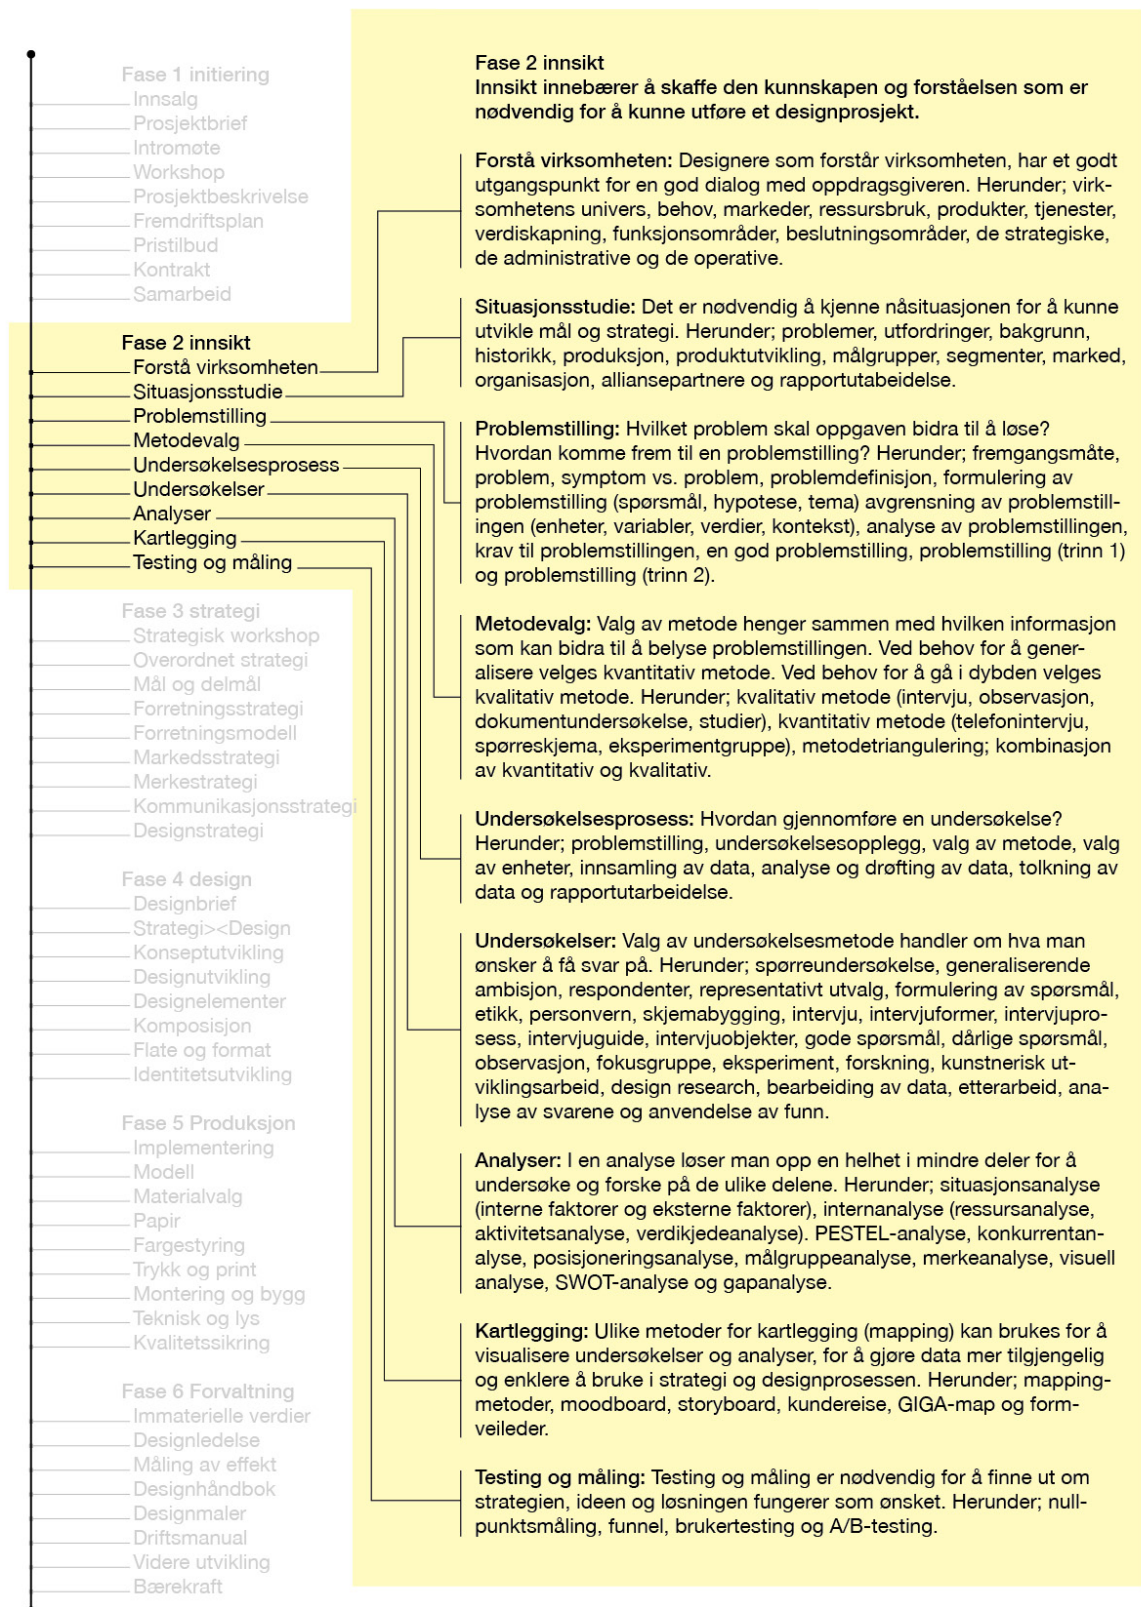 Fase 1 initiering
Innsalg
Prosjektbrief
Intromøte
Workshop
Prosjektbeskrivelse
Fremdriftsplan
Pristilbud
Kontrakt
Samarbeid
Fase 2 innsikt
Forstå virksomheten
Situasjonsstudie
Problemstilling
Metodevalg
Undersøkelsesprosess
Undersøkelser
Analyser
Kartlegging
Testing og måling
Fase 3 strategi
Strategisk workshop
Overordnet strategi
Mål og delmål
Forretningsstrategi
Forretningsmodell
Markedsstrategi
Merkestrategi
Kommunikasjonsstrategi
Designstrategi
Fase 4 design
Designbrief
Strategi><Design
Konseptutvikling
Designutvikling
Designelementer
Komposisjon
Flate og format
Identitetsutvikling
Fase 5 Produksjon
Implementering
Modell
Materialvalg
Papir
Fargestyring
Trykk og print
Montering og bygg
Teknisk og lys
Kvalitetssikring
Fase 6 Forvaltning
Immaterielle verdier
Designledelse
Måling av effekt
Designhåndbok
Designmaler
Driftsmanual
Videre utvikling
Bærekraft
Fase 2 innsikt
Innsikt innebærer å skaffe den kunnskapen og forståelsen som er
nødvendig for å kunne utføre et designprosjekt.
Forstå virksomheten: Designere som forstår virksomheten, har et godt
utgangspunkt for en god dialog med oppdragsgiveren. Herunder; virk-
somhetens univers, behov, markeder, ressursbruk, produkter, tjenester,
verdiskapning, funksjonsområder, beslutningsområder, de strategiske,
de administrative og de operative.
Situasjonsstudie: Det er nødvendig å kjenne nåsituasjonen for å kunne
utvikle mål og strategi. Herunder; problemer, utfordringer, bakgrunn,
historikk, produksjon, produktutvikling, målgrupper, segmenter, marked,
organisasjon, alliansepartnere og rapportutabeidelse.
Problemstilling: Hvilket problem skal oppgaven bidra til å løse?
Hvordan komme frem til en problemstilling? Herunder; fremgangsmåte,
problem, symptom vs. problem, problemdefinisjon, formulering av
problemstilling (spørsmål, hypotese, tema) avgrensning av problemstill-
ingen (enheter, variabler, verdier, kontekst), analyse av problemstillingen,
krav til problemstillingen, en god problemstilling, problemstilling (trinn 1)
og problemstilling (trinn 2).
Metodevalg: Valg av metode henger sammen med hvilken informasjon
som kan bidra til å belyse problemstillingen. Ved behov for å gener-
alisere velges kvantitativ metode. Ved behov for å gå i dybden velges
kvalitativ metode. Herunder; kvalitativ metode (intervju, observasjon,
dokumentundersøkelse, studier), kvantitativ metode (telefonintervju,
spørreskjema, eksperimentgruppe), metodetriangulering; kombinasjon
av kvantitativ og kvalitativ.
Undersøkelsesprosess: Hvordan gjennomføre en undersøkelse?
Herunder; problemstilling, undersøkelsesopplegg, valg av metode, valg
av enheter, innsamling av data, analyse og drøfting av data, tolkning av
data og rapportutarbeidelse.
Undersøkelser: Valg av undersøkelsesmetode handler om hva man
ønsker å få svar på. Herunder; spørreundersøkelse, generaliserende
ambisjon, respondenter, representativt utvalg, formulering av spørsmål,
etikk, personvern, skjemabygging, intervju, intervjuformer, intervjupro-
sess, intervjuguide, intervjuobjekter, gode spørsmål, dårlige spørsmål,
observasjon, fokusgruppe, eksperiment, forskning, kunstnerisk ut-
viklingsarbeid, design research, bearbeiding av data, etterarbeid, ana-
lyse av svarene og anvendelse av funn.
Analyser: I en analyse løser man opp en helhet i mindre deler for å
undersøke og forske på de ulike delene. Herunder; situasjonsanalyse
(interne faktorer og eksterne faktorer), internanalyse (ressursanalyse,
aktivitetsanalyse, verdikjedeanalyse). PESTEL-analyse, konkurrentan-
alyse, posisjoneringsanalyse, målgruppeanalyse, merkeanalyse, visuell
analyse, SWOT-analyse og gapanalyse.
Kartlegging: Ulike metoder for kartlegging (mapping) kan brukes for å
visualisere undersøkelser og analyser, for å gjøre data mer tilgjengelig
og enklere å bruke i strategi og designprosessen. Herunder; mapping-
metoder, moodboard, storyboard, kundereise, GIGA-map og form-
veileder.
Testing og måling: Testing og måling er nødvendig for å finne ut om
strategien, ideen og løsningen fungerer som ønsket. Herunder; null-
punktsmåling, funnel, brukertesting og A/B-testing.